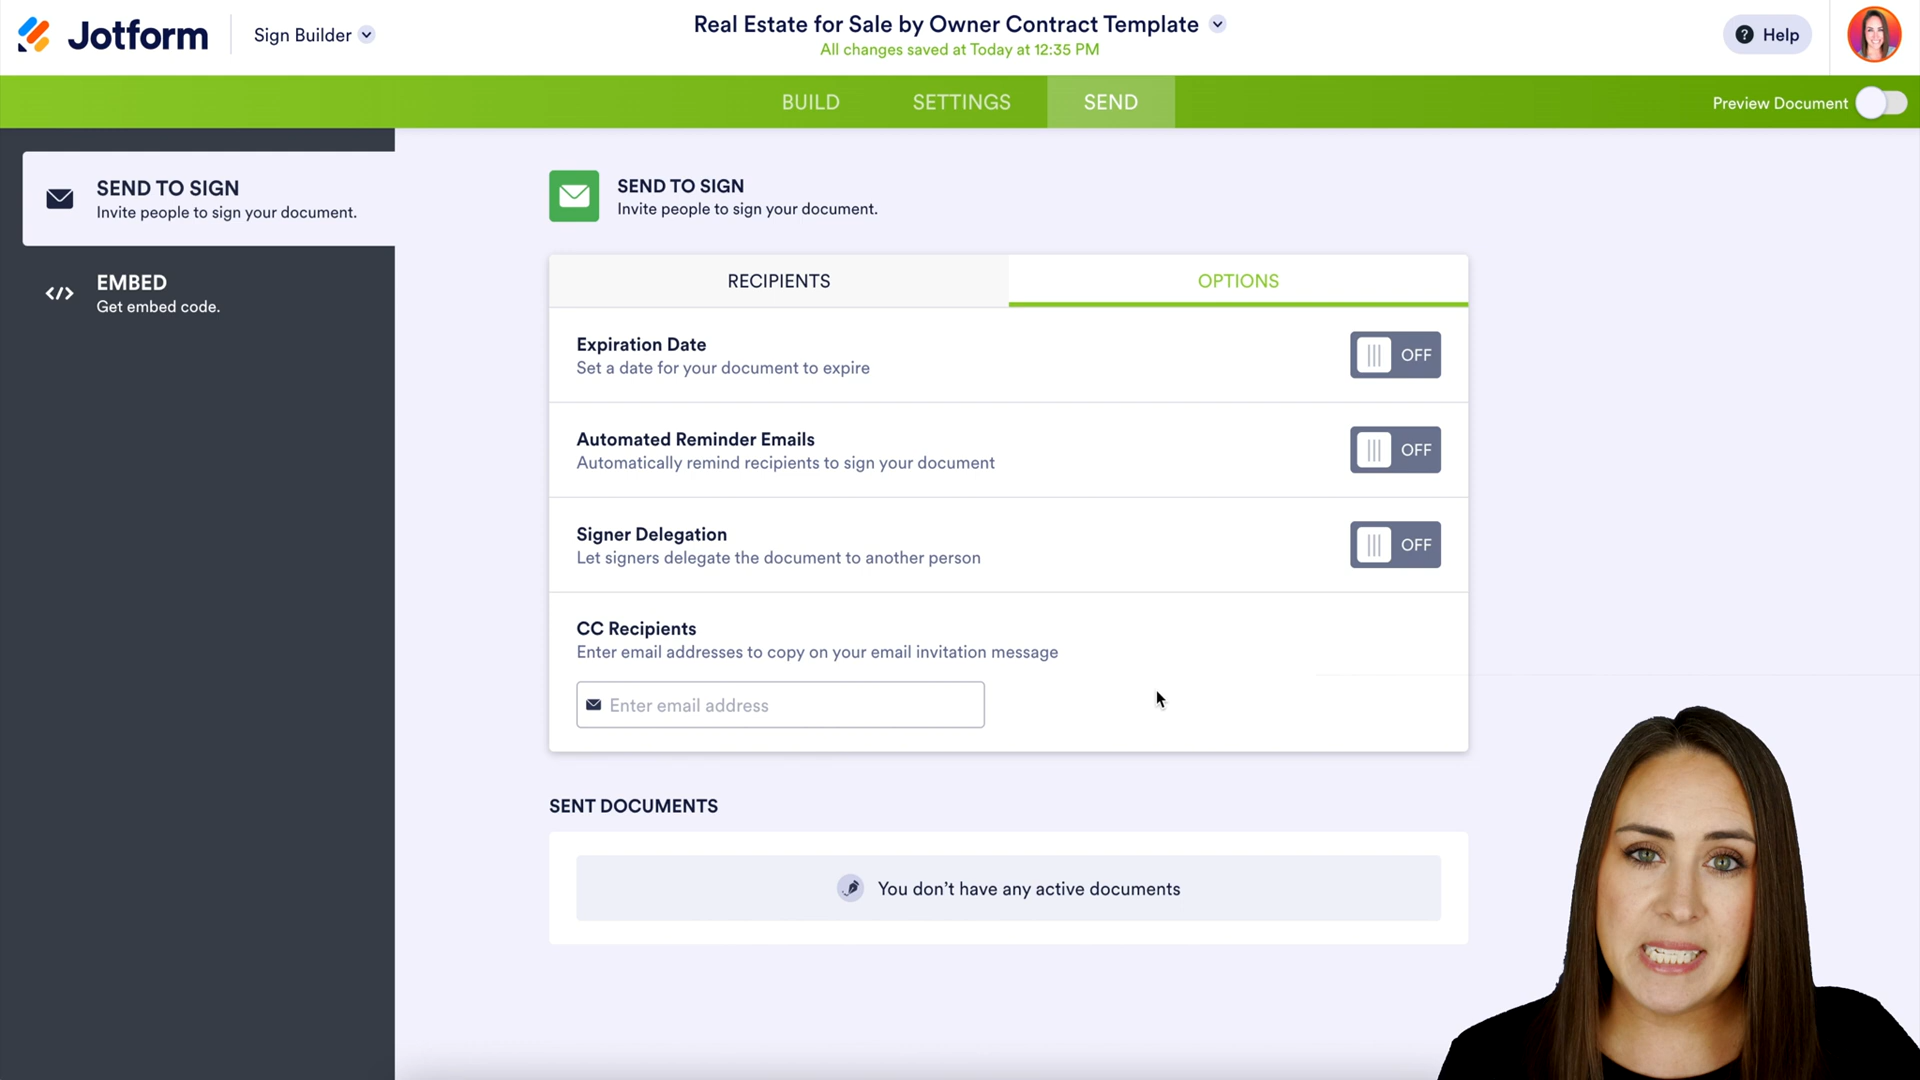 Jotform
Sign Builder
Real Estate for Sale by Owner Contract Template
All changes saved at Today at 12:35 PM
Help
BUILD
SETTINGS
SEND
Preview Document
SEND TO SIGN
Invite people to sign your document.
EMBED
Get embed code.
SEND TO SIGN
Invite people to sign your document.
RECIPIENTS
OPTIONS
Expiration Date
Set a date for your document to expire
OFF
Automated Reminder Emails
Automatically remind recipients to sign your document
OFF
Signer Delegation
Let signers delegate the document to another person
OFF
CC Recipients
Enter email addresses to copy on your email invitation message
Enter email address
SENT DOCUMENTS
You don't have any active documents